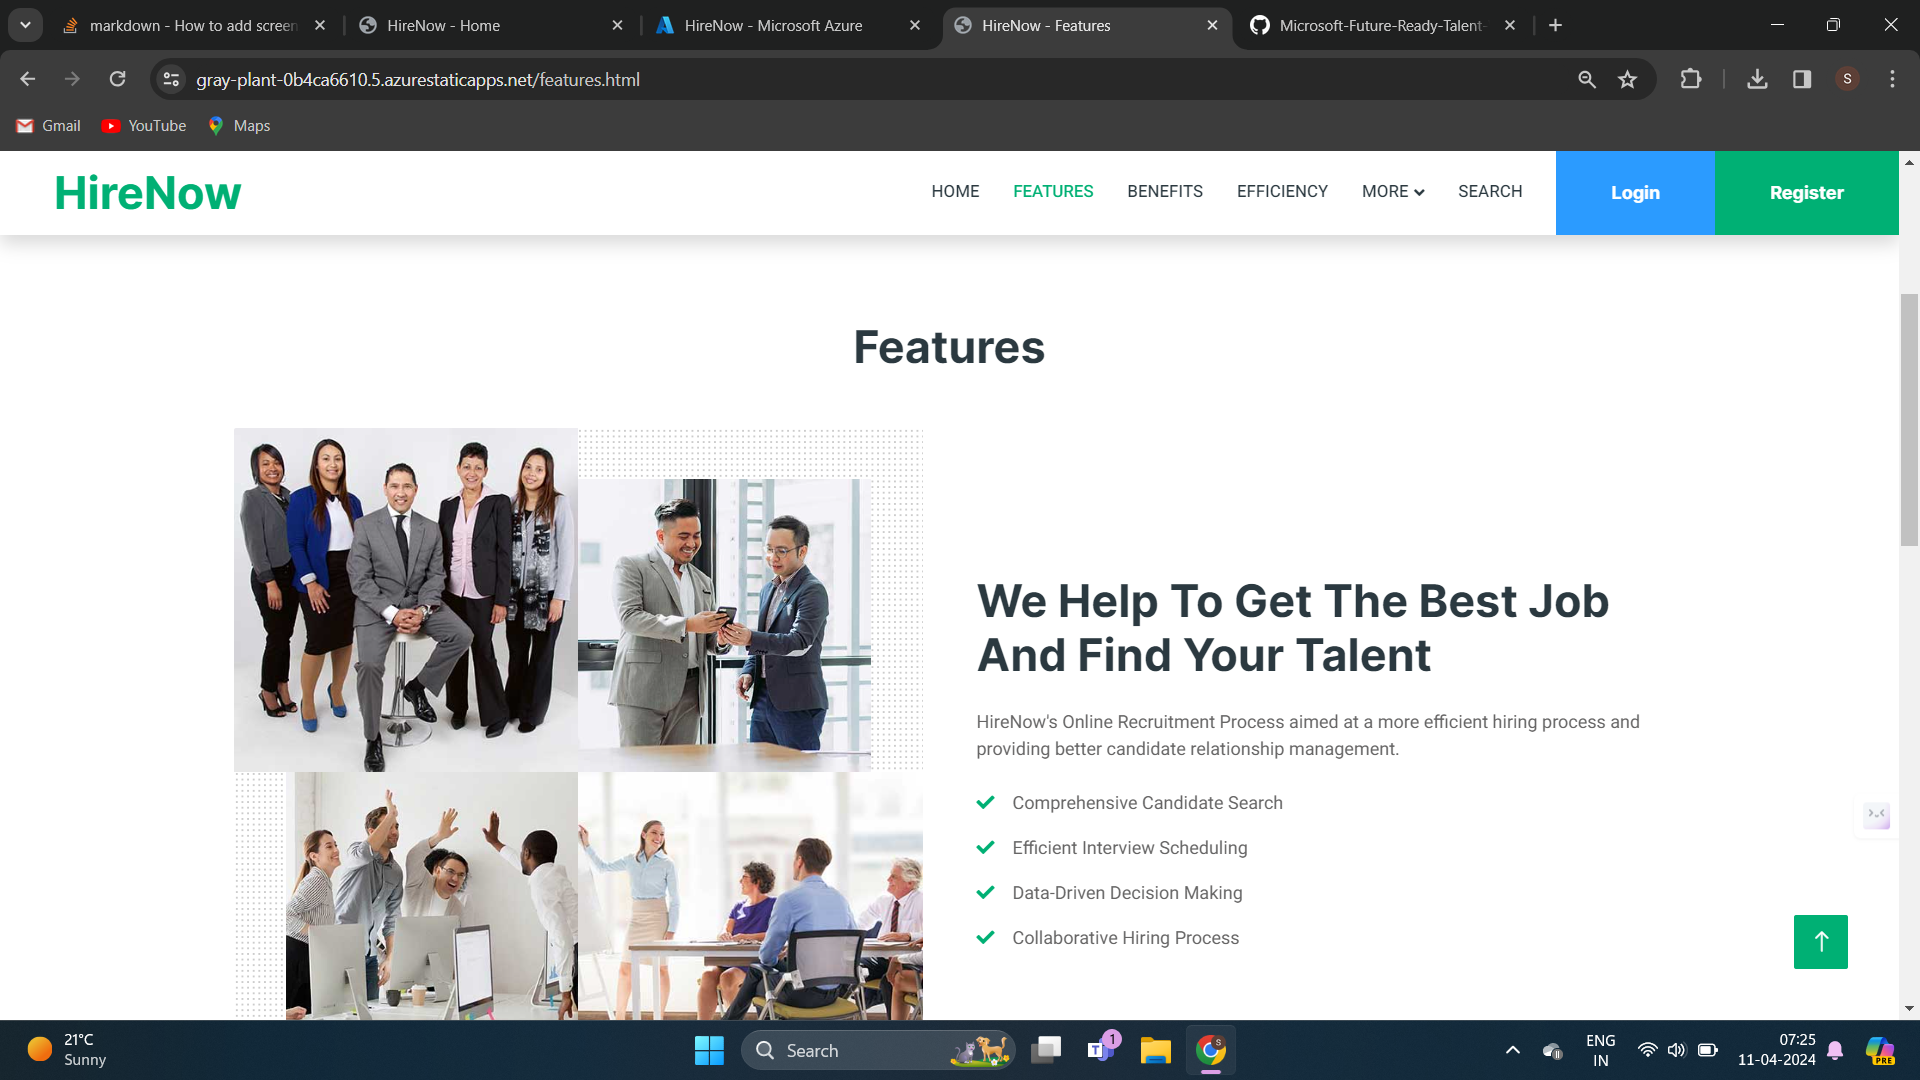 markdown - How to add screen
HireNow - Home
HireNow - Microsoft Azure
HireNow - Features
Microsoft-Future-Ready-Talent-
gray-plant-0b4ca6610.5.azurestaticapps.net/features.html
S
Gmail
YouTube
Maps
HireNow
HOME
FEATURES
BENEFITS
EFFICIENCY
MORE
SEARCH
Login
Register
Features
We Help To Get The Best Job
And Find Your Talent
HireNow's Online Recruitment Process aimed at a more efficient hiring process and
providing better candidate relationship management.
Comprehensive Candidate Search
Efficient Interview Scheduling
Data-Driven Decision Making
Collaborative Hiring Process
21°C
Sunny
Search
T
1
S
ENG
IN
07:25
11-04-2024
PRE